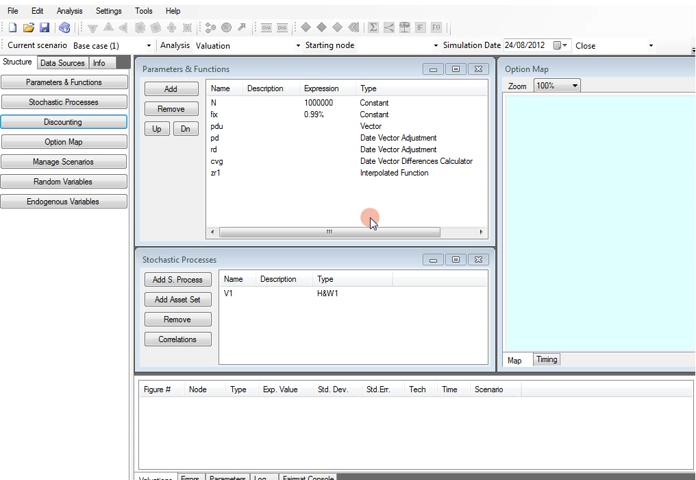 File Edit Analysis Settings Tools Help
Current scenario Base case (1) Analysis Valuation Starting node Simulation Date 24/08/2012 Close
Structure Data Sources Info
Parameters & Functions
Stochastic Processes
Discounting
Option Map
Manage Scenarios
Random Variables
Endogenous Variables
Parameters & Functions
Add
Remove
Up Dn
Name Description Expression Type
N 1000000 Constant
fix 0.99% Constant
pdu Vector
pd Date Vector Adjustment
rd Date Vector Adjustment
cvg Date Vector Differences Calculator
zr1 Interpolated Function
Stochastic Processes
Add S. Process
Add Asset Set
Remove
Correlations
Name Description Type
V1 H&W1
Option Map
Zoom 100%
Map Timing
Figure # Node Type Exp. Value Std. Dev. Std.Err. Tech Time Scenario
Valuations Errors Parameters Log Fairmat Console